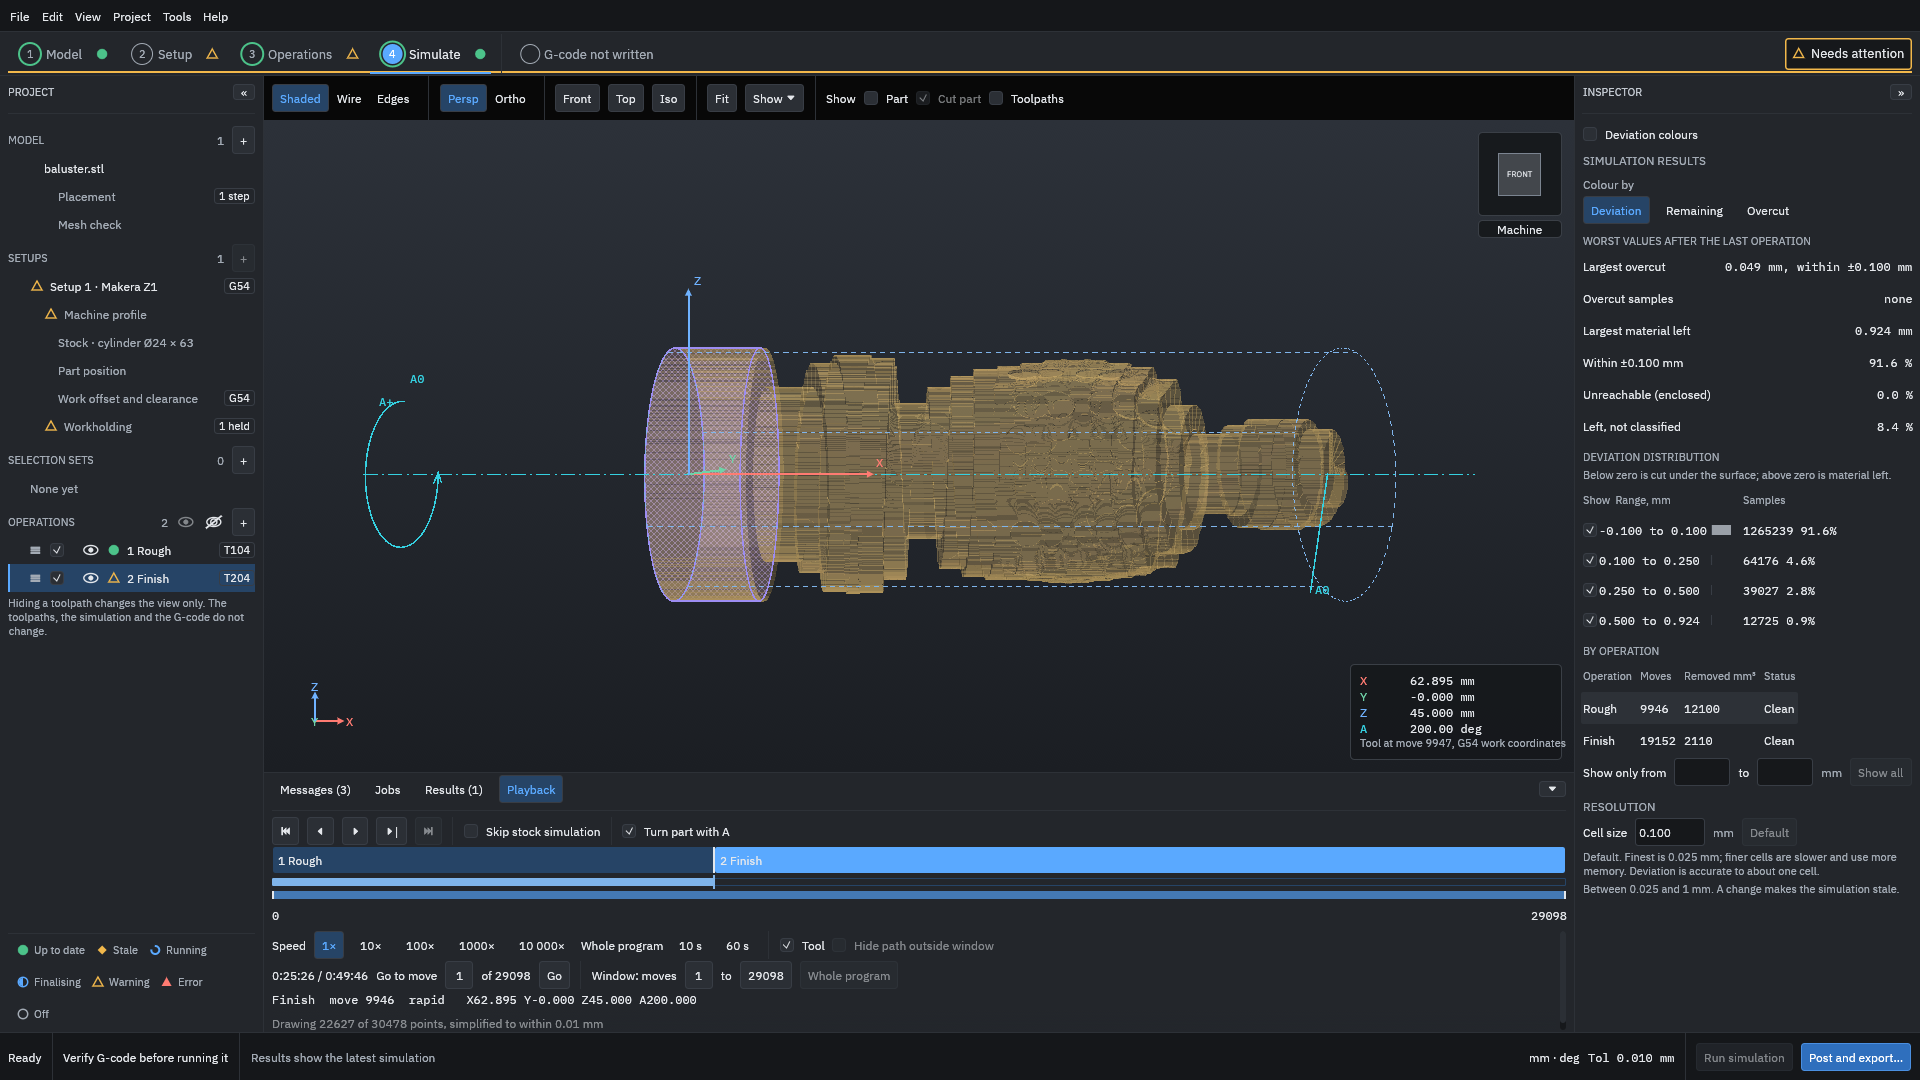 File Edit View Project Tools Help
1 Model 2 Setup 3 Operations 4 Simulate G-code not written Needs attention
PROJECT «
MODEL 1 +
baluster.stl
Placement 1 step
Mesh check
SETUPS 1 +
Setup 1 · Makera Z1 G54
Machine profile
Stock · cylinder Ø24 × 63
Part position
Work offset and clearance G54
Workholding 1 held
SELECTION SETS 0 +
None yet
OPERATIONS 2 +
1 Rough T104
2 Finish T204
Hiding a toolpath changes the view only. The
toolpaths, the simulation and the G-code do not
change.
Up to date Stale Running
Finalising Warning Error
Off
Shaded Wire Edges Persp Ortho Front Top Iso Fit Show Show Part Cut part Toolpaths
FRONT
Machine
Z
A0
A+
Y
X
A
A0
Z
Y X
X 62.895 mm
Y -0.000 mm
Z 45.000 mm
A 200.00 deg
Tool at move 9947, G54 work coordinates
Messages (3) Jobs Results (1) Playback
Skip stock simulation Turn part with A
1 Rough 2 Finish
0 29098
Speed 1× 10× 100× 1000× 10 000× Whole program 10 s 60 s Tool Hide path outside window
0:25:26 / 0:49:46 Go to move 1 of 29098 Go Window: moves 1 to 29098 Whole program
Finish move 9946 rapid X62.895 Y-0.000 Z45.000 A200.000
Drawing 22627 of 30478 points, simplified to within 0.01 mm
INSPECTOR »
Deviation colours
SIMULATION RESULTS
Colour by
Deviation Remaining Overcut
WORST VALUES AFTER THE LAST OPERATION
Largest overcut 0.049 mm, within ±0.100 mm
Overcut samples none
Largest material left 0.924 mm
Within ±0.100 mm 91.6 %
Unreachable (enclosed) 0.0 %
Left, not classified 8.4 %
DEVIATION DISTRIBUTION
Below zero is cut under the surface; above zero is material left.
Show Range, mm Samples
-0.100 to 0.100 1265239 91.6%
0.100 to 0.250 64176 4.6%
0.250 to 0.500 39027 2.8%
0.500 to 0.924 12725 0.9%
BY OPERATION
Operation Moves Removed mm³ Status
Rough 9946 12100 Clean
Finish 19152 2110 Clean
Show only from to mm Show all
RESOLUTION
Cell size 0.100 mm Default
Default. Finest is 0.025 mm; finer cells are slower and use more
memory. Deviation is accurate to about one cell.
Between 0.025 and 1 mm. A change makes the simulation stale.
Ready Verify G-code before running it Results show the latest simulation mm · deg Tol 0.010 mm Run simulation Post and export...